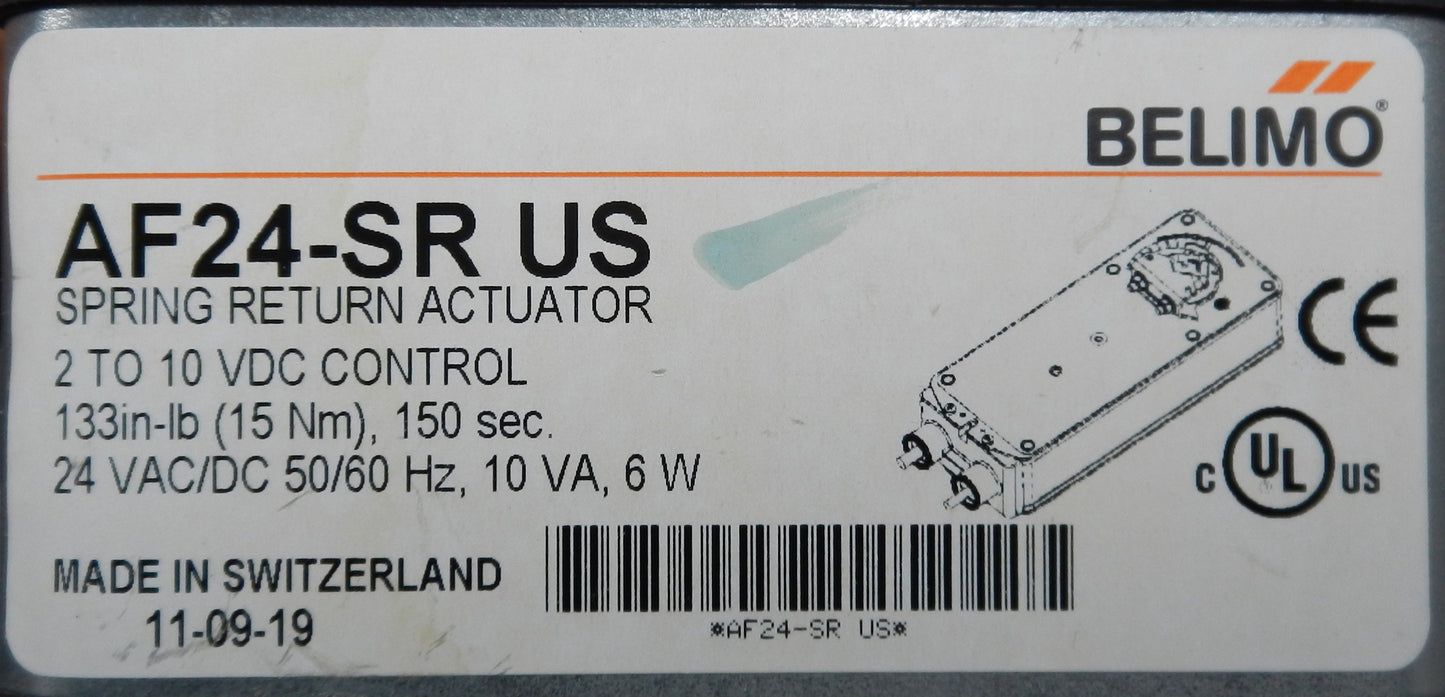 BELIMO®
AF24-SR US
SPRING RETURN ACTUATOR
2 TO 10 VDC CONTROL
133in-lb (15 Nm), 150 sec.
24 VAC/DC 50/60 Hz, 10 VA, 6 W
CE
C UL US
MADE IN SWITZERLAND
11-09-19
*AF24-SR US*